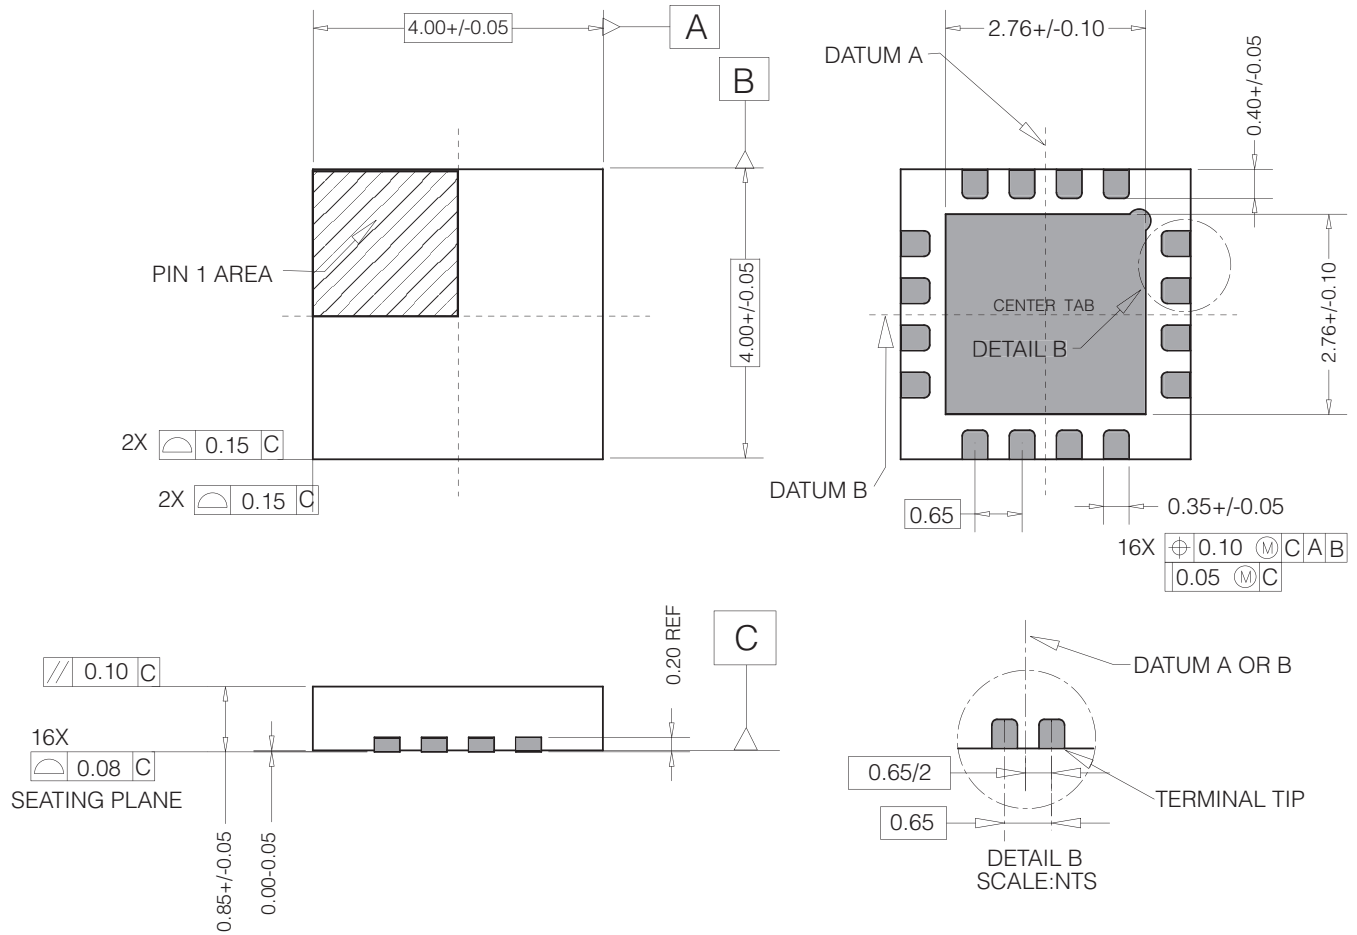 4.00+/-0.05
A
B
PIN 1 AREA
4.00+/-0.05
2X 0.15 C
2X 0.15 C
2.76+/-0.10
DATUM A
0.40+/-0.05
CENTER TAB
DETAIL B
2.76+/-0.10
DATUM B
0.65
0.35+/-0.05
16X ⌖ 0.10 Ⓜ C A B
0.05 Ⓜ C
// 0.10 C
0.20 REF
C
16X
0.08 C
SEATING PLANE
0.85+/-0.05
0.00-0.05
DATUM A OR B
0.65/2
TERMINAL TIP
0.65
DETAIL B
SCALE:NTS